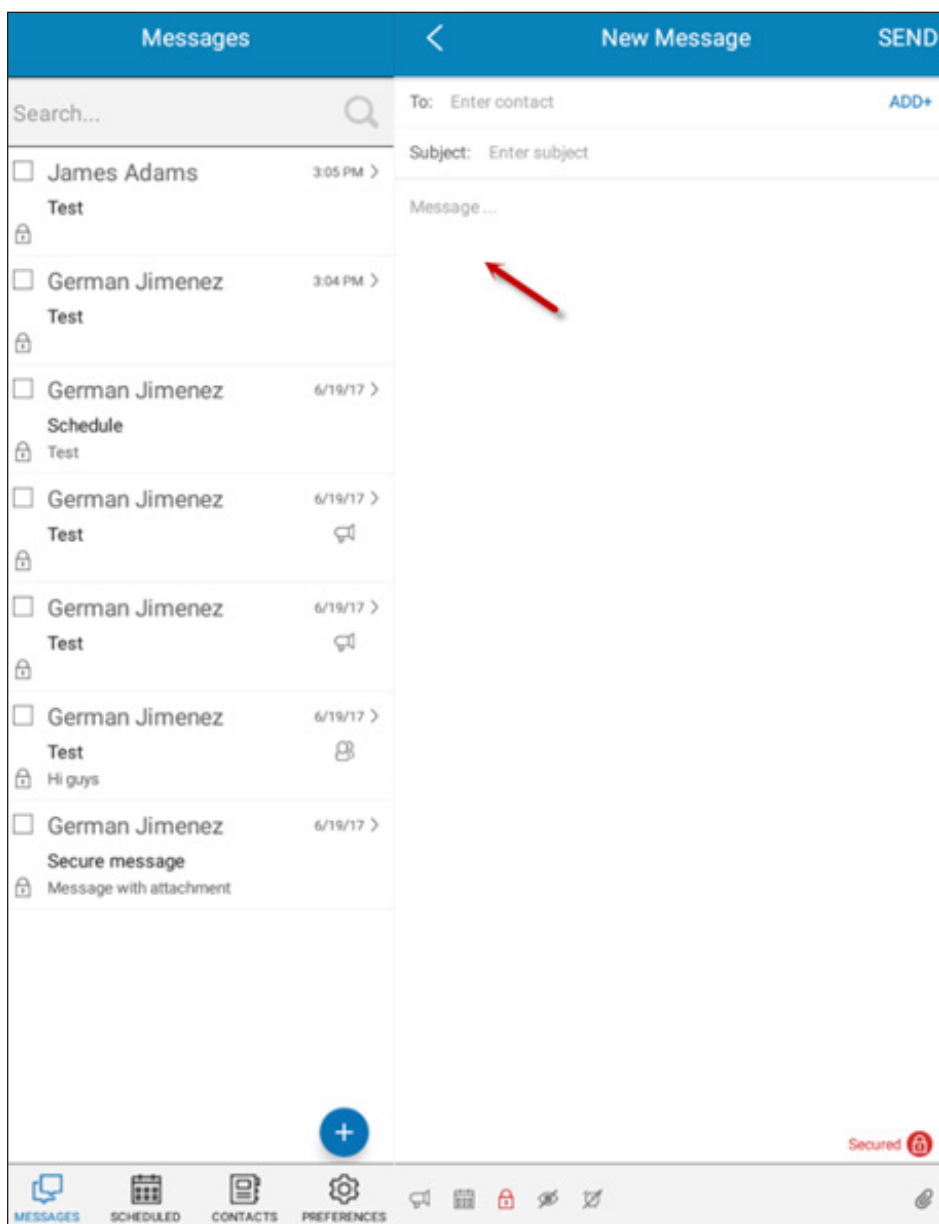 Messages
Search...
James Adams 3:05 PM
Test
German Jimenez 3:04 PM
Test
German Jimenez 6/19/17
Schedule
Test
German Jimenez 6/19/17
Test
German Jimenez 6/19/17
Test
German Jimenez 6/19/17
Test
Hi guys
German Jimenez 6/19/17
Secure message
Message with attachment
MESSAGES SCHEDULED CONTACTS PREFERENCES
New Message SEND
To: Enter contact ADD+
Subject: Enter subject
Message ...
Secured